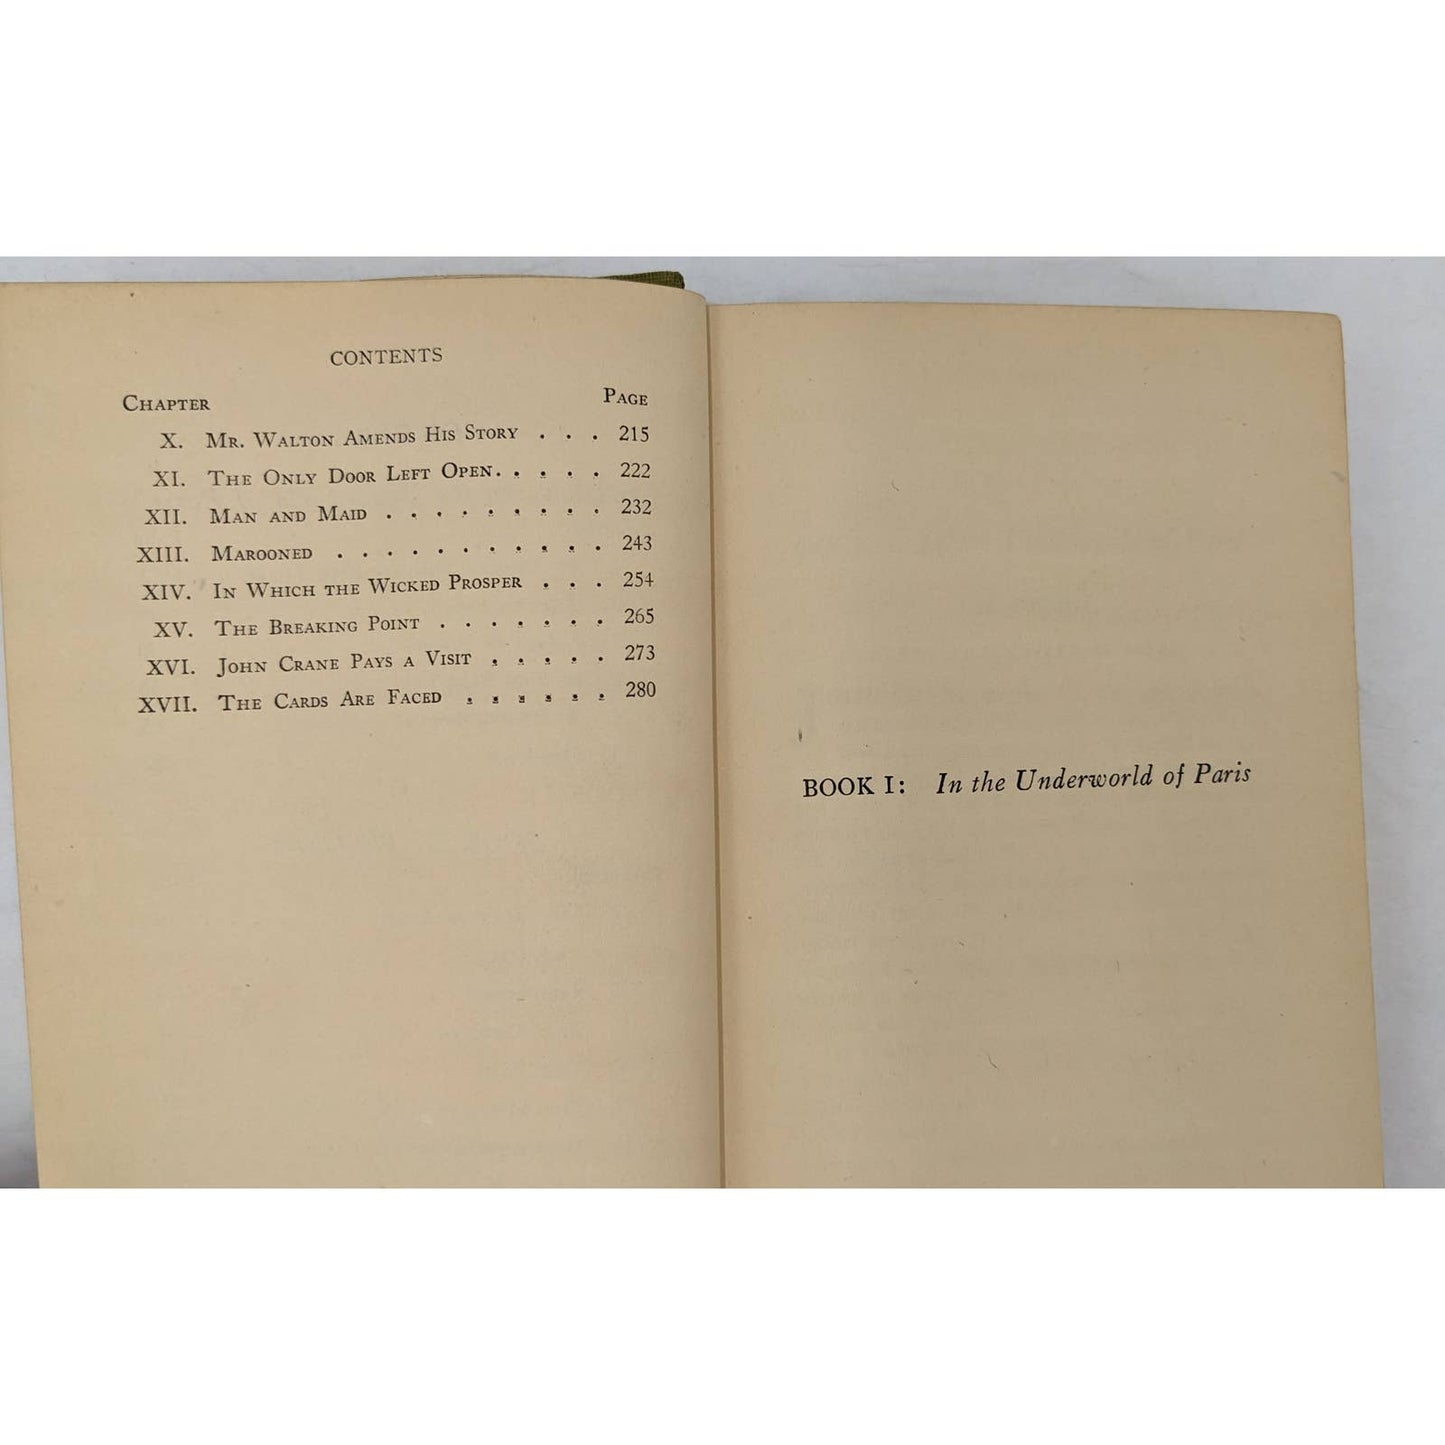 CONTENTS
CHAPTER PAGE
X. MR. WALTON AMENDS HIS STORY . . . 215
XI. THE ONLY DOOR LEFT OPEN. . . . . 222
XII. MAN AND MAID . . . . . . . . . 232
XIII. MAROONED . . . . . . . . . . . 243
XIV. IN WHICH THE WICKED PROSPER . . . 254
XV. THE BREAKING POINT . . . . . . . 265
XVI. JOHN CRANE PAYS A VISIT . . . . . 273
XVII. THE CARDS ARE FACED . . . . . . 280
BOOK I: In the Underworld of Paris